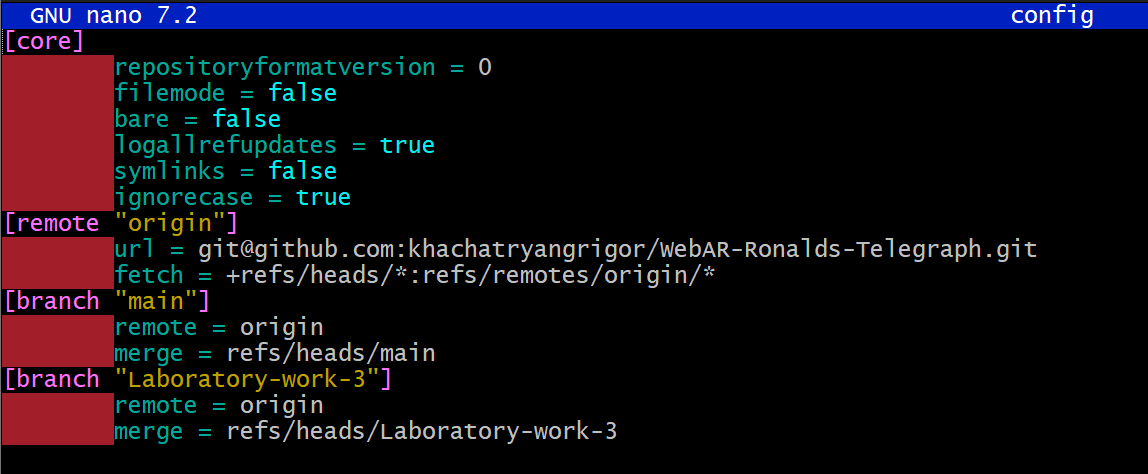 GNU nano 7.2 config
[core]
repositoryformatversion = 0
filemode = false
bare = false
logallrefupdates = true
symlinks = false
ignorecase = true
[remote "origin"]
url = git@github.com:khachatryangrigor/WebAR-Ronalds-Telegraph.git
fetch = +refs/heads/*:refs/remotes/origin/*
[branch "main"]
remote = origin
merge = refs/heads/main
[branch "Laboratory-work-3"]
remote = origin
merge = refs/heads/Laboratory-work-3